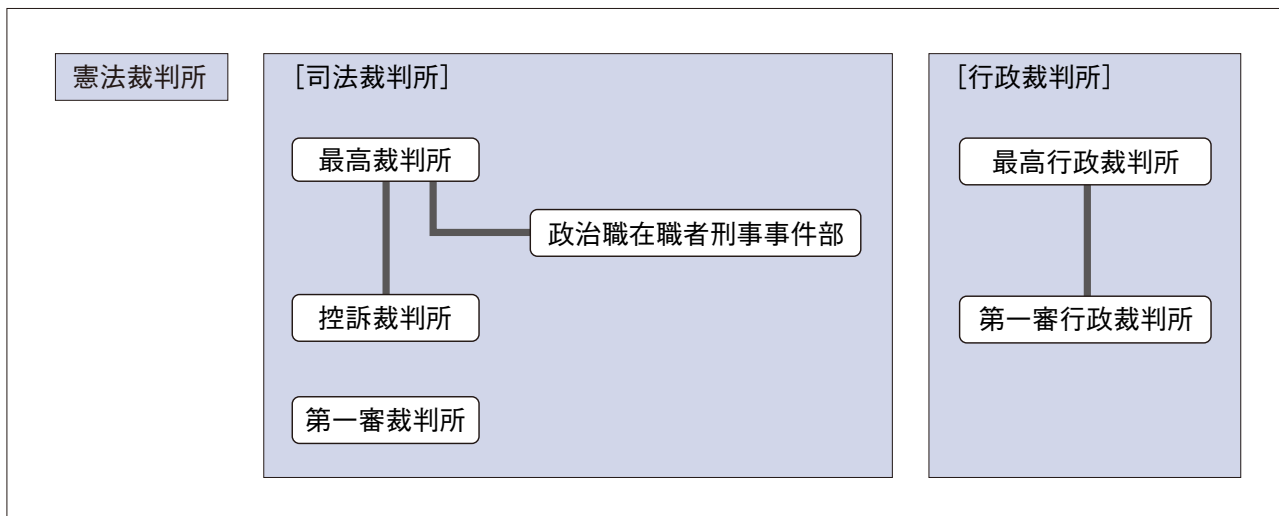 憲法裁判所
［司法裁判所］
最高裁判所
政治職在職者刑事事件部
控訴裁判所
第一審裁判所
［行政裁判所］
最高行政裁判所
第一審行政裁判所